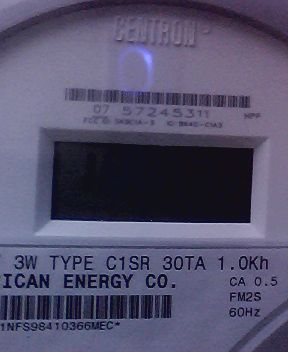 CENTRON
07 57245311
3W TYPE C1SR 30TA 1.0Kh
ICAN ENERGY CO.
CA 0.5
FM2S
60Hz
1NFS98410366MEC*